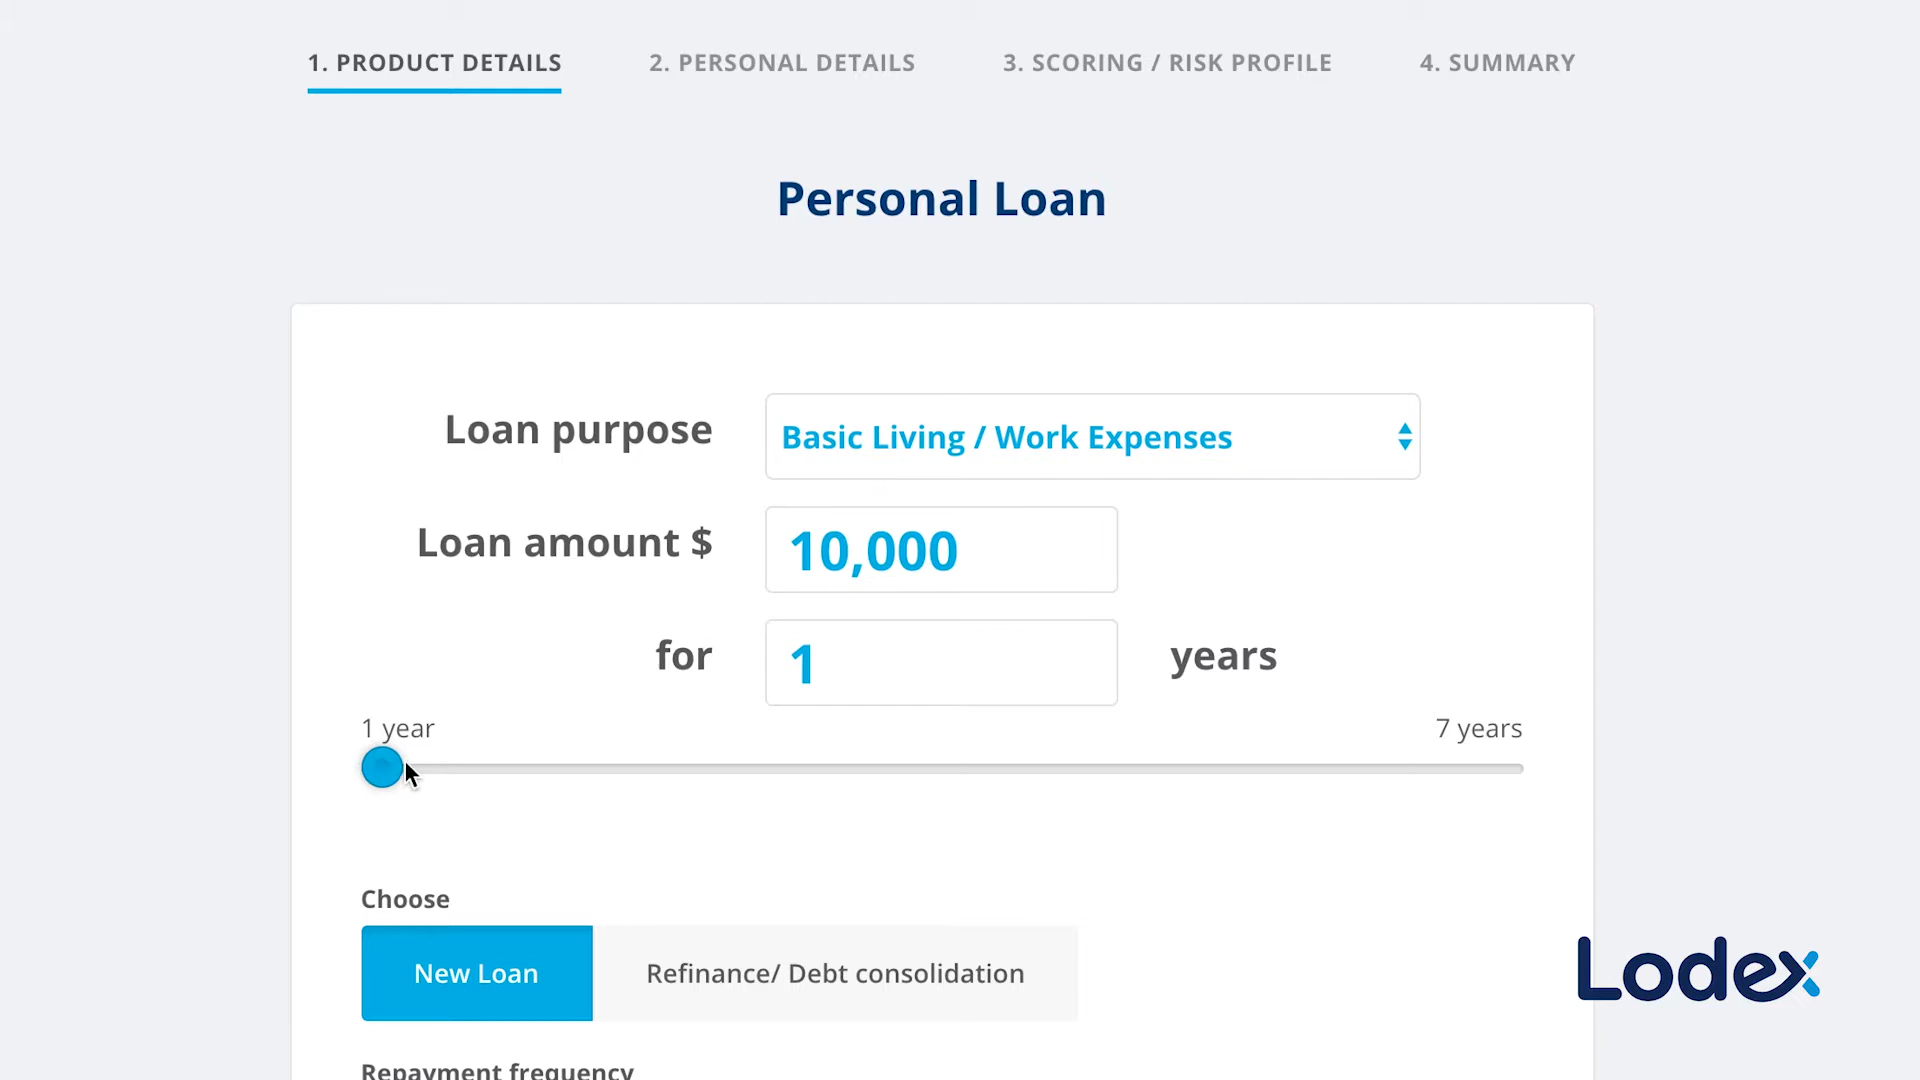 1. PRODUCT DETAILS 2. PERSONAL DETAILS 3. SCORING / RISK PROFILE 4. SUMMARY
Personal Loan
Loan purpose Basic Living / Work Expenses
Loan amount $ 10,000
for 1 years
1 year 7 years
Choose
New Loan Refinance/ Debt consolidation
Lodex
Repayment frequency